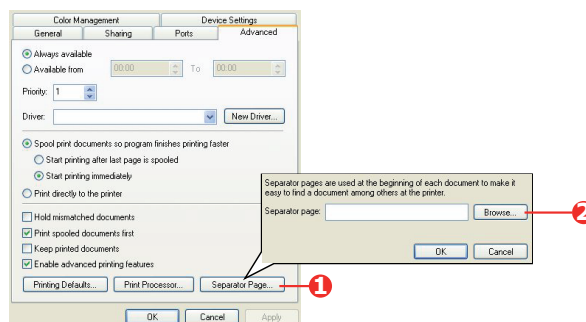 Color Management Device Settings
General Sharing Ports Advanced
Always available
Available from 00:00 To 00:00
Priority: 1
Driver: New Driver...
Spool print documents so program finishes printing faster
Start printing after last page is spooled
Start printing immediately
Print directly to the printer
Hold mismatched documents
Print spooled documents first
Keep printed documents
Enable advanced printing features
Printing Defaults... Print Processor... Separator Page... 1
OK Cancel Apply
Separator pages are used at the beginning of each document to make it
easy to find a document among others at the printer.
Separator page: Browse... 2
OK Cancel